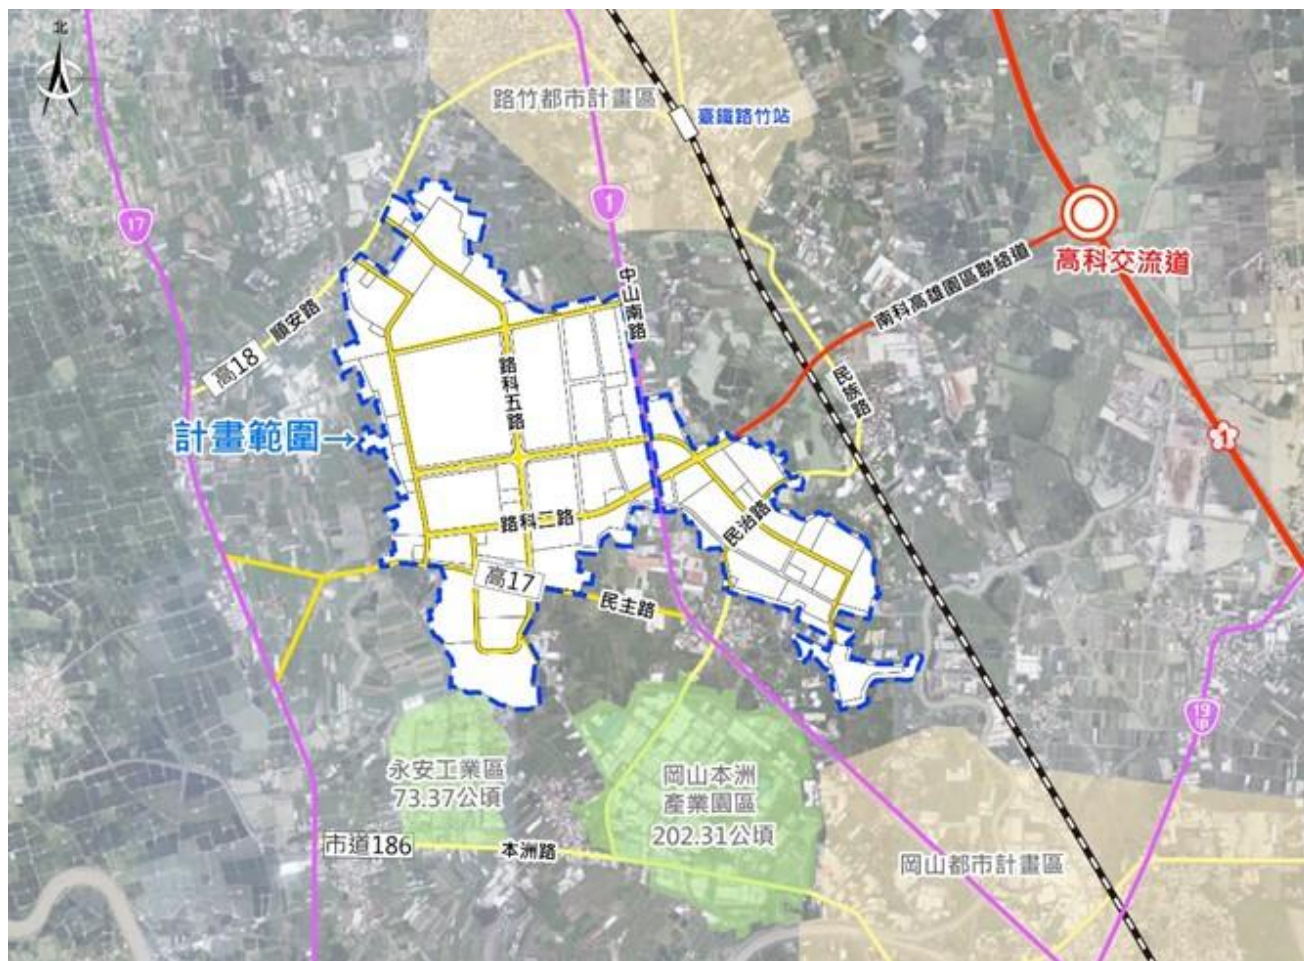 北
路竹都市計畫區
臺鐵路竹站
1
17
高科交流道
南科高雄園區聯絡道
中山南路
順安路
高18
民族路
路科五路
計畫範圍→
1
路科二路
民治路
高17
民主路
19甲
永安工業區
73.37公頃
岡山本洲
產業園區
202.31公頃
市道186
本洲路
岡山都市計畫區